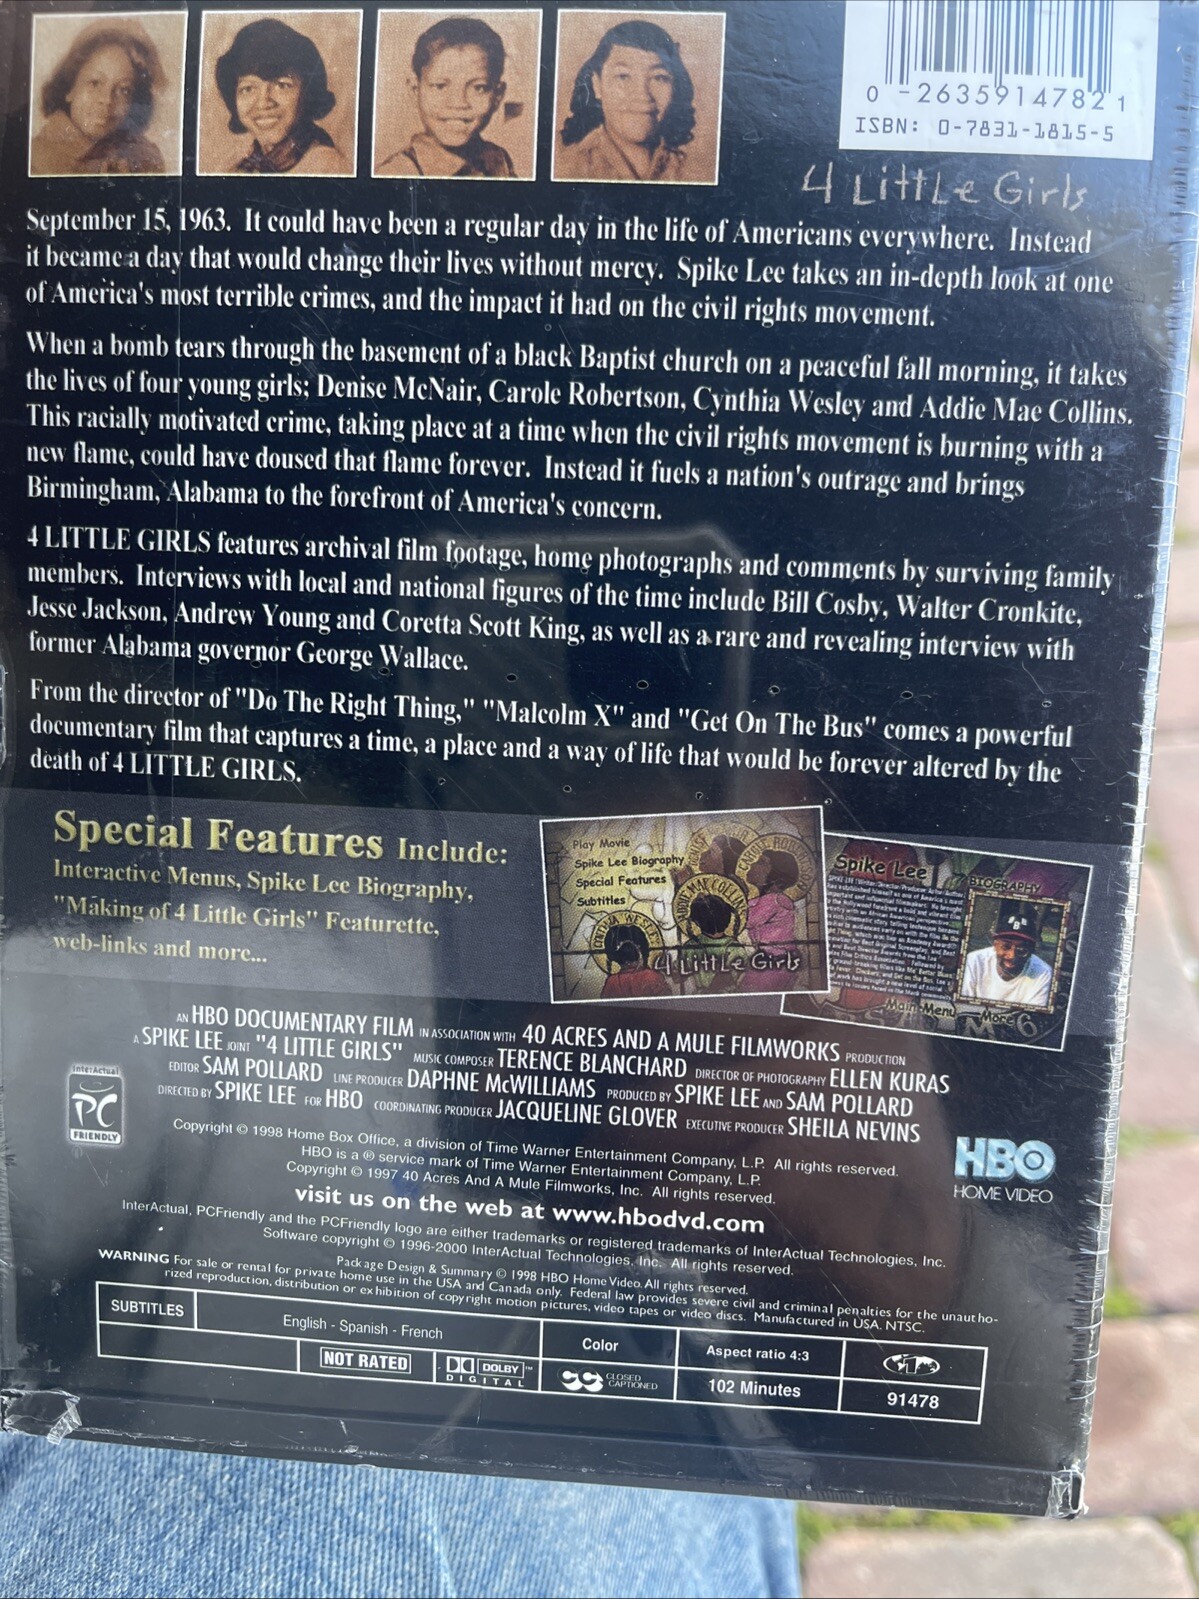 0 -26359147821
ISBN: 0-7831-1815-5
4 LittLe GirLs
September 15, 1963. It could have been a regular day in the life of Americans everywhere. Instead
it became a day that would change their lives without mercy. Spike Lee takes an in-depth look at one
of America's most terrible crimes, and the impact it had on the civil rights movement.
When a bomb tears through the basement of a black Baptist church on a peaceful fall morning, it takes
the lives of four young girls; Denise McNair, Carole Robertson, Cynthia Wesley and Addie Mae Collins.
This racially motivated crime, taking place at a time when the civil rights movement is burning with a
new flame, could have doused that flame forever. Instead it fuels a nation's outrage and brings
Birmingham, Alabama to the forefront of America's concern.
4 LITTLE GIRLS features archival film footage, home photographs and comments by surviving family
members. Interviews with local and national figures of the time include Bill Cosby, Walter Cronkite,
Jesse Jackson, Andrew Young and Coretta Scott King, as well as a rare and revealing interview with
former Alabama governor George Wallace.
From the director of "Do The Right Thing," "Malcolm X" and "Get On The Bus" comes a powerful
documentary film that captures a time, a place and a way of life that would be forever altered by the
death of 4 LITTLE GIRLS.
Special Features Include:
Interactive Menus, Spike Lee Biography,
"Making of 4 Little Girls" Featurette,
web-links and more...
Play Movie
Spike Lee Biography
Special Features
Subtitles
CYNTHIA WESLEY
ADDIE MAE COLLINS
4 LittLe GirLs
Spike Lee
BIOGRAPHY
Main Menu
More
AN HBO DOCUMENTARY FILM IN ASSOCIATION WITH 40 ACRES AND A MULE FILMWORKS PRODUCTION
A SPIKE LEE JOINT "4 LITTLE GIRLS" MUSIC COMPOSER TERENCE BLANCHARD DIRECTOR OF PHOTOGRAPHY ELLEN KURAS
EDITOR SAM POLLARD LINE PRODUCER DAPHNE McWILLIAMS PRODUCED BY SPIKE LEE AND SAM POLLARD
DIRECTED BY SPIKE LEE FOR HBO COORDINATING PRODUCER JACQUELINE GLOVER EXECUTIVE PRODUCER SHEILA NEVINS
InterActual
PC
FRIENDLY
Copyright © 1998 Home Box Office, a division of Time Warner Entertainment Company, L.P. All rights reserved.
HBO is a ® service mark of Time Warner Entertainment Company, L.P.
Copyright © 1997 40 Acres And A Mule Filmworks, Inc. All rights reserved.
HBO
HOME VIDEO
visit us on the web at www.hbodvd.com
InterActual, PCFriendly and the PCFriendly logo are either trademarks or registered trademarks of InterActual Technologies, Inc.
Software copyright © 1996-2000 InterActual Technologies, Inc. All rights reserved.
Package Design & Summary © 1998 HBO Home Video. All rights reserved.
WARNING For sale or rental for private home use in the USA and Canada only. Federal law provides severe civil and criminal penalties for the unautho-
rized reproduction, distribution or exhibition of copyright motion pictures, video tapes or video discs. Manufactured in USA. NTSC.
SUBTITLES
English - Spanish - French
Color
Aspect ratio 4:3
1
NOT RATED
DOLBY™
DIGITAL
CC CLOSED
CAPTIONED
102 Minutes
91478